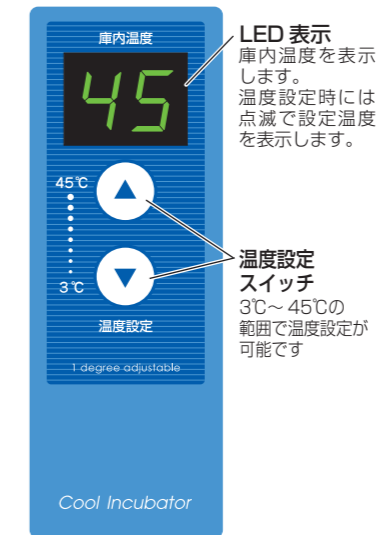 庫内温度
45
45℃
3℃
温度設定
1 degree adjustable
Cool Incubator
LED 表示
庫内温度を表示
します。
温度設定時には
点滅で設定温度
を表示します。
温度設定
スイッチ
3℃～45℃の
範囲で温度設定が
可能です